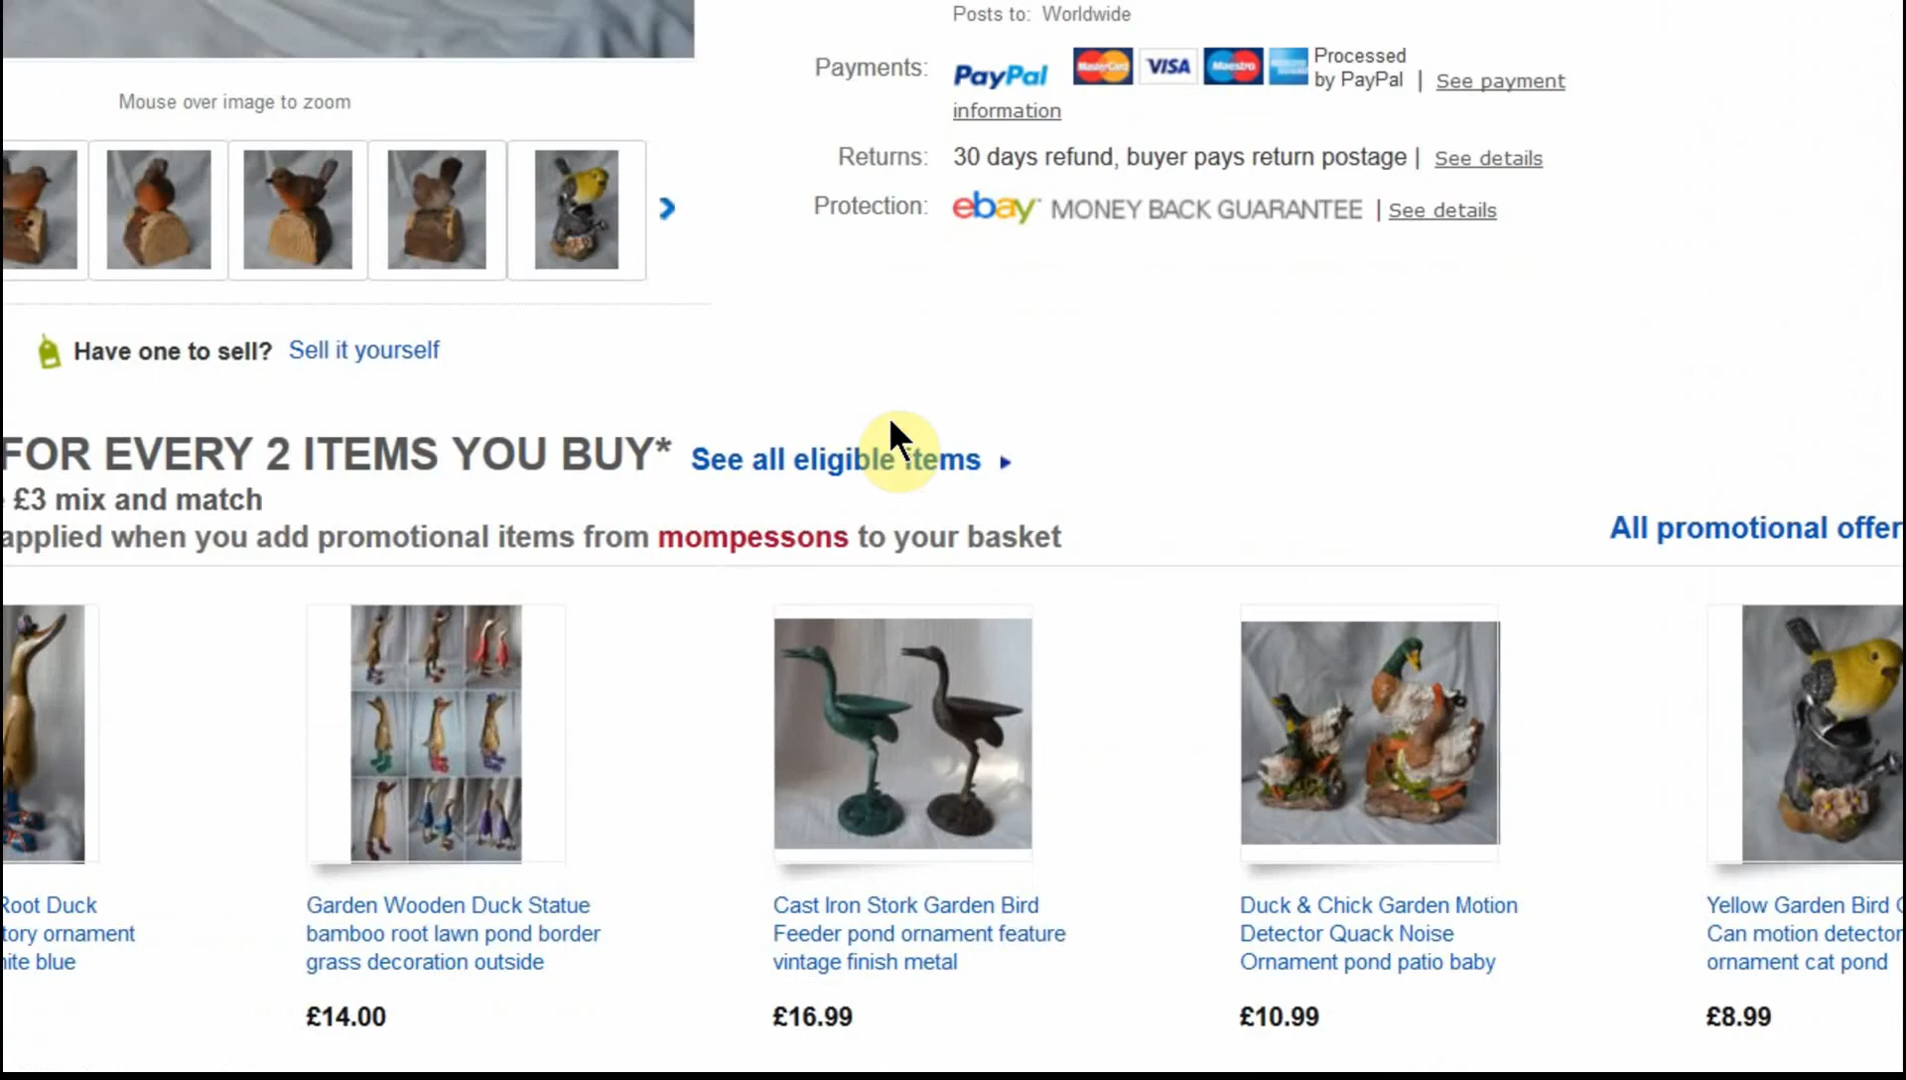 Posts to: Worldwide
Payments: PayPal MasterCard VISA Maestro Processed
by PayPal | See payment
information
Mouse over image to zoom
Returns: 30 days refund, buyer pays return postage | See details
Protection: ebay MONEY BACK GUARANTEE | See details
Have one to sell? Sell it yourself
FOR EVERY 2 ITEMS YOU BUY* See all eligible items
£3 mix and match
applied when you add promotional items from mompessons to your basket
All promotional offer
Root Duck
tory ornament
ite blue
Garden Wooden Duck Statue
bamboo root lawn pond border
grass decoration outside
£14.00
Cast Iron Stork Garden Bird
Feeder pond ornament feature
vintage finish metal
£16.99
Duck & Chick Garden Motion
Detector Quack Noise
Ornament pond patio baby
£10.99
Yellow Garden Bird
Can motion detector
ornament cat pond
£8.99